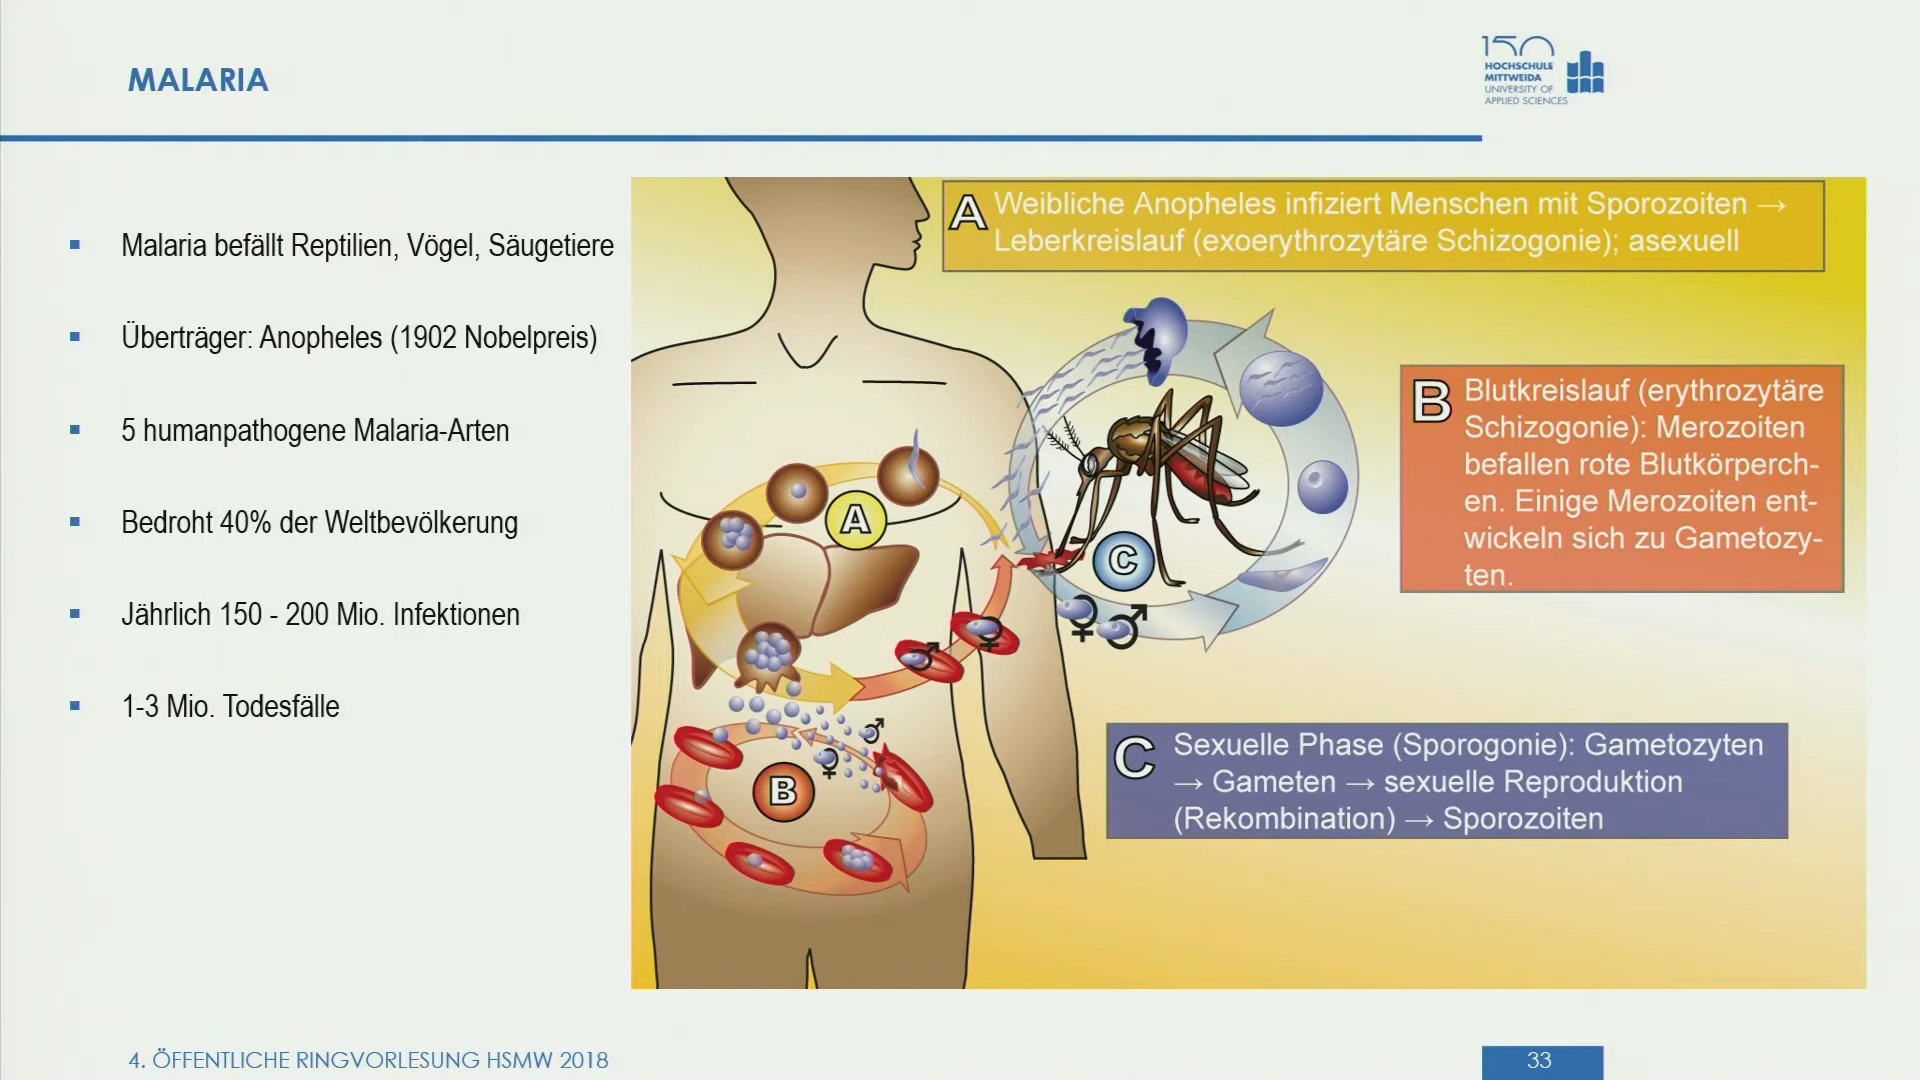 MALARIA
150
HOCHSCHULE
MITTWEIDA
UNIVERSITY OF
APPLIED SCIENCES
▪ Malaria befällt Reptilien, Vögel, Säugetiere
▪ Überträger: Anopheles (1902 Nobelpreis)
▪ 5 humanpathogene Malaria-Arten
▪ Bedroht 40% der Weltbevölkerung
▪ Jährlich 150 - 200 Mio. Infektionen
▪ 1-3 Mio. Todesfälle
A Weibliche Anopheles infiziert Menschen mit Sporozoiten →
Leberkreislauf (exoerythrozytäre Schizogonie); asexuell
B Blutkreislauf (erythrozytäre
Schizogonie): Merozoiten
befallen rote Blutkörperch-
en. Einige Merozoiten ent-
wickeln sich zu Gametozy-
ten.
A
C
♀ ♂
♂ ♀
♂
♀
B
C Sexuelle Phase (Sporogonie): Gametozyten
→ Gameten → sexuelle Reproduktion
(Rekombination) → Sporozoiten
4. ÖFFENTLICHE RINGVORLESUNG HSMW 2018
33